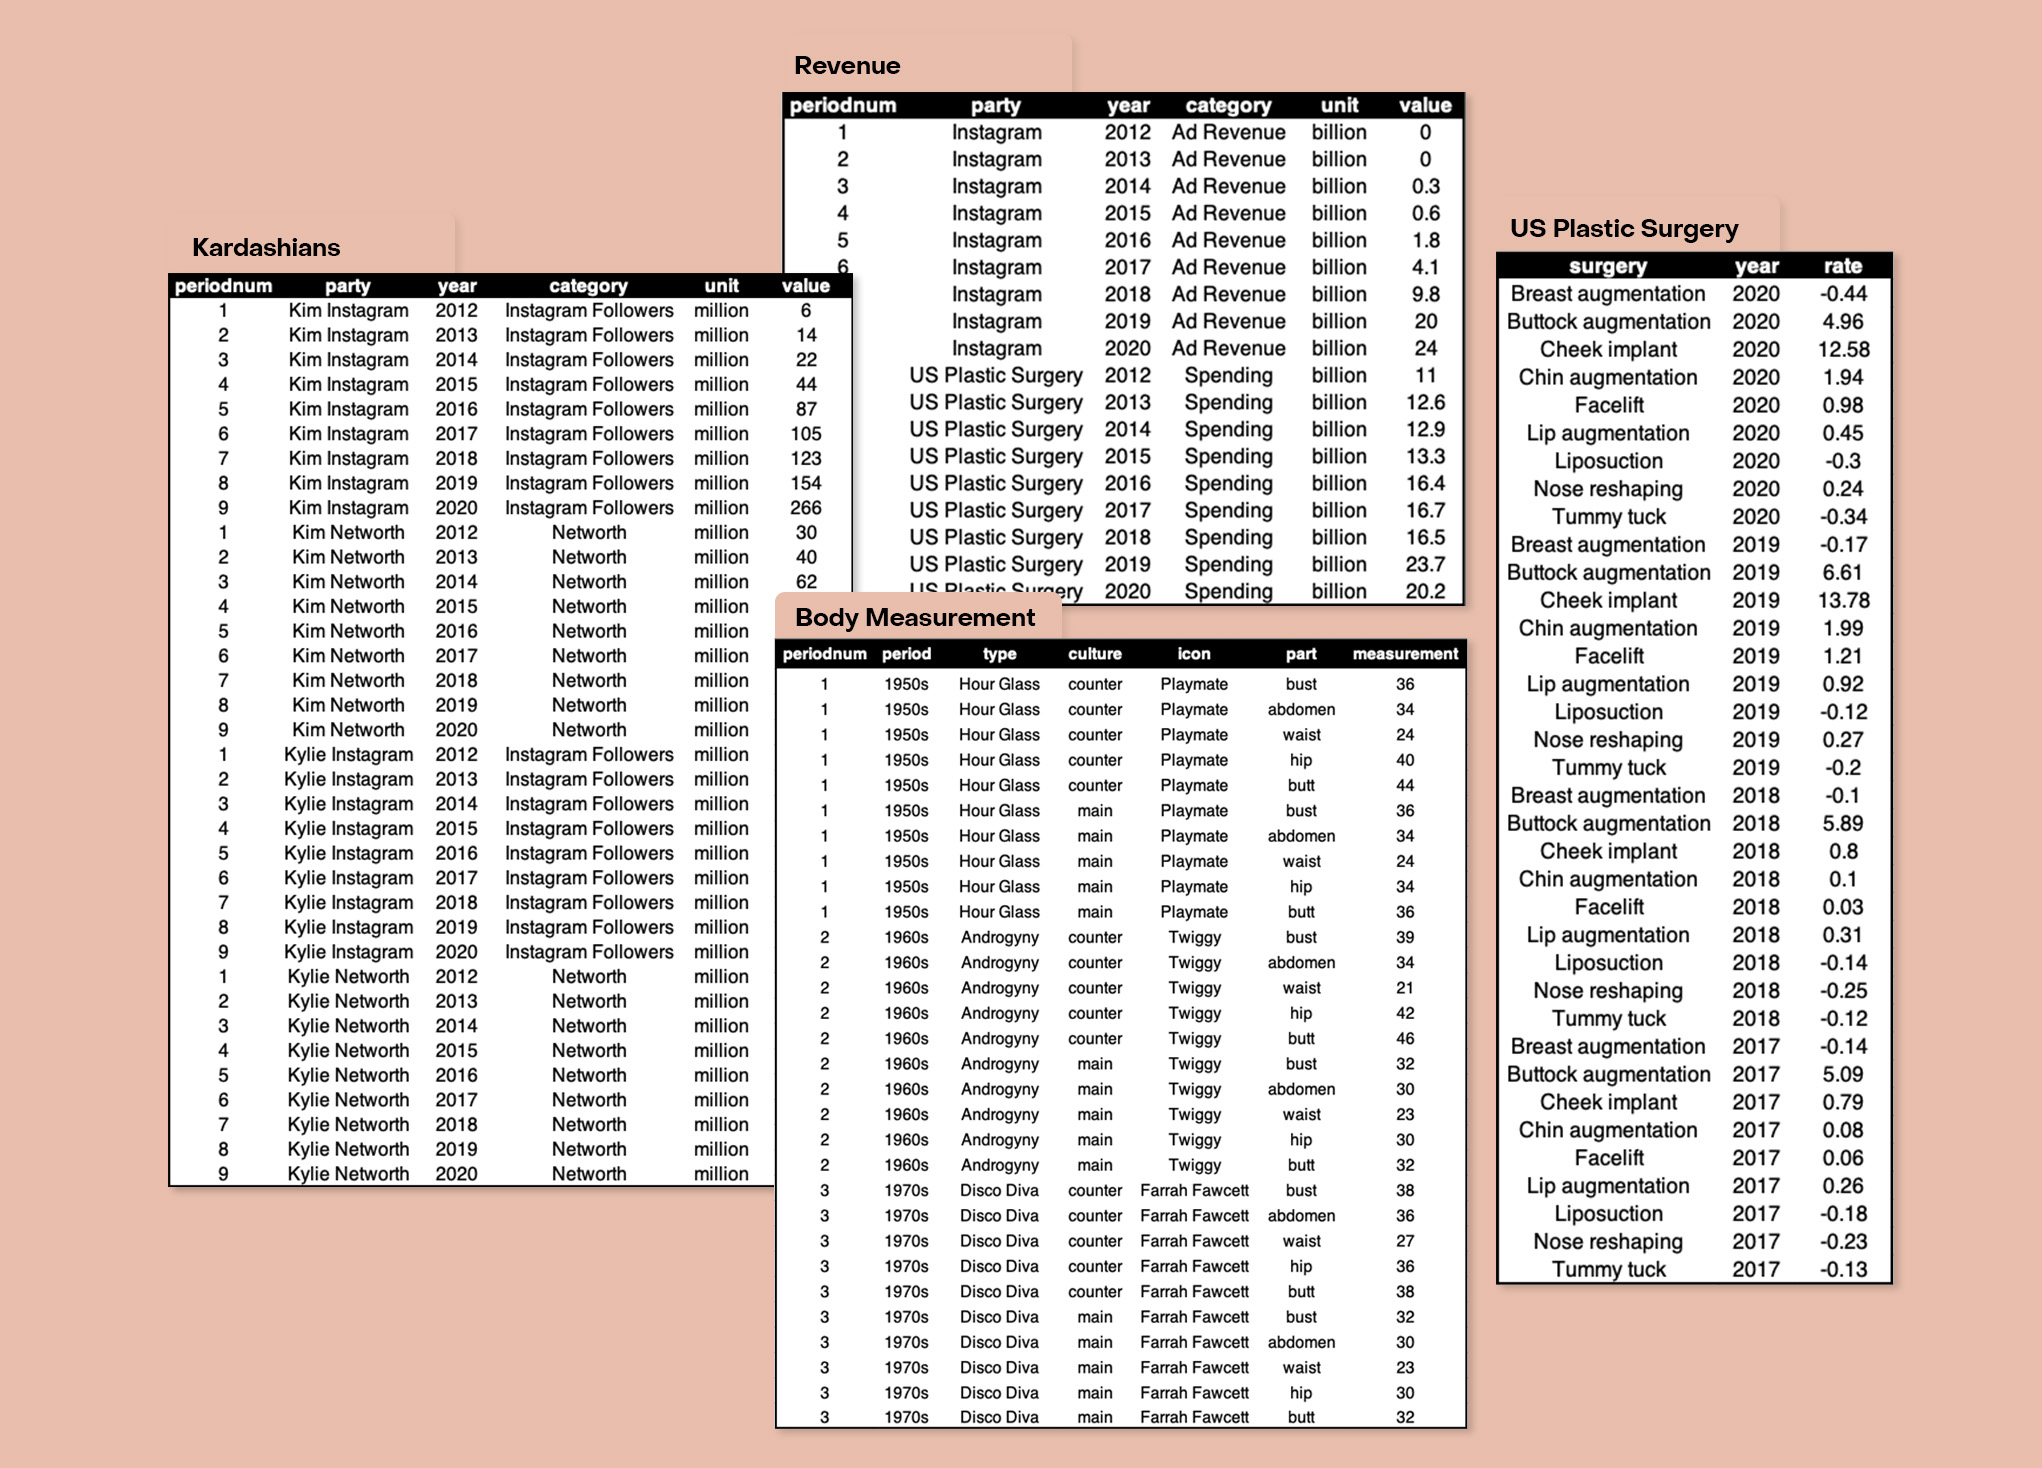 Revenue
periodnum party year category unit value
1 Instagram 2012 Ad Revenue billion 0
2 Instagram 2013 Ad Revenue billion 0
3 Instagram 2014 Ad Revenue billion 0.3
4 Instagram 2015 Ad Revenue billion 0.6
5 Instagram 2016 Ad Revenue billion 1.8
6 Instagram 2017 Ad Revenue billion 4.1
Instagram 2018 Ad Revenue billion 9.8
Instagram 2019 Ad Revenue billion 20
Instagram 2020 Ad Revenue billion 24
US Plastic Surgery 2012 Spending billion 11
US Plastic Surgery 2013 Spending billion 12.6
US Plastic Surgery 2014 Spending billion 12.9
US Plastic Surgery 2015 Spending billion 13.3
US Plastic Surgery 2016 Spending billion 16.4
US Plastic Surgery 2017 Spending billion 16.7
US Plastic Surgery 2018 Spending billion 16.5
US Plastic Surgery 2019 Spending billion 23.7
US Plastic Surgery 2020 Spending billion 20.2
Kardashians
periodnum party year category unit value
1 Kim Instagram 2012 Instagram Followers million 6
2 Kim Instagram 2013 Instagram Followers million 14
3 Kim Instagram 2014 Instagram Followers million 22
4 Kim Instagram 2015 Instagram Followers million 44
5 Kim Instagram 2016 Instagram Followers million 87
6 Kim Instagram 2017 Instagram Followers million 105
7 Kim Instagram 2018 Instagram Followers million 123
8 Kim Instagram 2019 Instagram Followers million 154
9 Kim Instagram 2020 Instagram Followers million 266
1 Kim Networth 2012 Networth million 30
2 Kim Networth 2013 Networth million 40
3 Kim Networth 2014 Networth million 62
4 Kim Networth 2015 Networth million
5 Kim Networth 2016 Networth million
6 Kim Networth 2017 Networth million
7 Kim Networth 2018 Networth million
8 Kim Networth 2019 Networth million
9 Kim Networth 2020 Networth million
1 Kylie Instagram 2012 Instagram Followers million
2 Kylie Instagram 2013 Instagram Followers million
3 Kylie Instagram 2014 Instagram Followers million
4 Kylie Instagram 2015 Instagram Followers million
5 Kylie Instagram 2016 Instagram Followers million
6 Kylie Instagram 2017 Instagram Followers million
7 Kylie Instagram 2018 Instagram Followers million
8 Kylie Instagram 2019 Instagram Followers million
9 Kylie Instagram 2020 Instagram Followers million
1 Kylie Networth 2012 Networth million
2 Kylie Networth 2013 Networth million
3 Kylie Networth 2014 Networth million
4 Kylie Networth 2015 Networth million
5 Kylie Networth 2016 Networth million
6 Kylie Networth 2017 Networth million
7 Kylie Networth 2018 Networth million
8 Kylie Networth 2019 Networth million
9 Kylie Networth 2020 Networth million
Body Measurement
periodnum period type culture icon part measurement
1 1950s Hour Glass counter Playmate bust 36
1 1950s Hour Glass counter Playmate abdomen 34
1 1950s Hour Glass counter Playmate waist 24
1 1950s Hour Glass counter Playmate hip 40
1 1950s Hour Glass counter Playmate butt 44
1 1950s Hour Glass main Playmate bust 36
1 1950s Hour Glass main Playmate abdomen 34
1 1950s Hour Glass main Playmate waist 24
1 1950s Hour Glass main Playmate hip 34
1 1950s Hour Glass main Playmate butt 36
2 1960s Androgyny counter Twiggy bust 39
2 1960s Androgyny counter Twiggy abdomen 34
2 1960s Androgyny counter Twiggy waist 21
2 1960s Androgyny counter Twiggy hip 42
2 1960s Androgyny counter Twiggy butt 46
2 1960s Androgyny main Twiggy bust 32
2 1960s Androgyny main Twiggy abdomen 30
2 1960s Androgyny main Twiggy waist 23
2 1960s Androgyny main Twiggy hip 30
2 1960s Androgyny main Twiggy butt 32
3 1970s Disco Diva counter Farrah Fawcett bust 38
3 1970s Disco Diva counter Farrah Fawcett abdomen 36
3 1970s Disco Diva counter Farrah Fawcett waist 27
3 1970s Disco Diva counter Farrah Fawcett hip 36
3 1970s Disco Diva counter Farrah Fawcett butt 38
3 1970s Disco Diva main Farrah Fawcett bust 32
3 1970s Disco Diva main Farrah Fawcett abdomen 30
3 1970s Disco Diva main Farrah Fawcett waist 23
3 1970s Disco Diva main Farrah Fawcett hip 30
3 1970s Disco Diva main Farrah Fawcett butt 32
US Plastic Surgery
surgery year rate
Breast augmentation 2020 -0.44
Buttock augmentation 2020 4.96
Cheek implant 2020 12.58
Chin augmentation 2020 1.94
Facelift 2020 0.98
Lip augmentation 2020 0.45
Liposuction 2020 -0.3
Nose reshaping 2020 0.24
Tummy tuck 2020 -0.34
Breast augmentation 2019 -0.17
Buttock augmentation 2019 6.61
Cheek implant 2019 13.78
Chin augmentation 2019 1.99
Facelift 2019 1.21
Lip augmentation 2019 0.92
Liposuction 2019 -0.12
Nose reshaping 2019 0.27
Tummy tuck 2019 -0.2
Breast augmentation 2018 -0.1
Buttock augmentation 2018 5.89
Cheek implant 2018 0.8
Chin augmentation 2018 0.1
Facelift 2018 0.03
Lip augmentation 2018 0.31
Liposuction 2018 -0.14
Nose reshaping 2018 -0.25
Tummy tuck 2018 -0.12
Breast augmentation 2017 -0.14
Buttock augmentation 2017 5.09
Cheek implant 2017 0.79
Chin augmentation 2017 0.08
Facelift 2017 0.06
Lip augmentation 2017 0.26
Liposuction 2017 -0.18
Nose reshaping 2017 -0.23
Tummy tuck 2017 -0.13